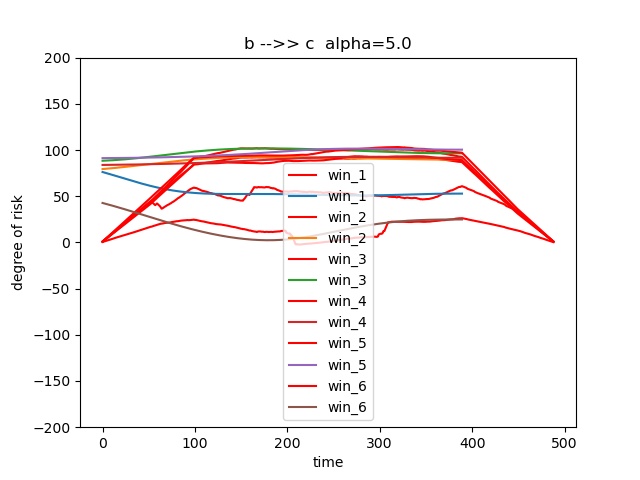 b -->> c  alpha=5.0
200
150
100
50
0
−50
−100
−150
−200
degree of risk
0 100 200 300 400 500
time
win_1
win_1
win_2
win_2
win_3
win_3
win_4
win_4
win_5
win_5
win_6
win_6